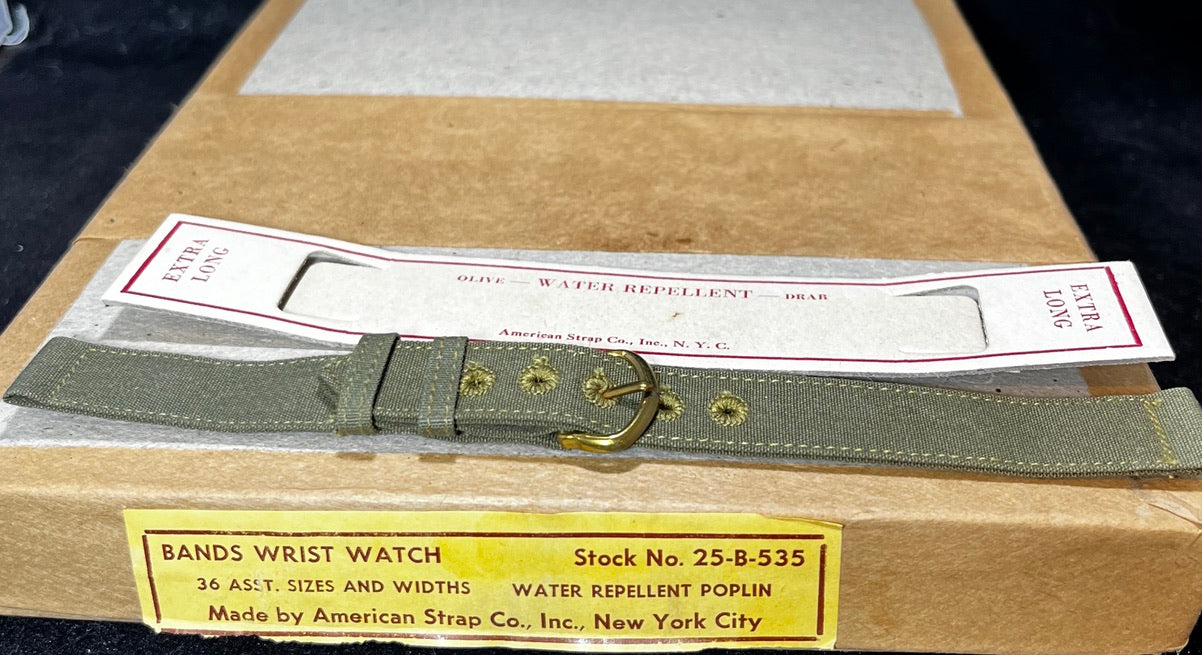 EXTRA
LONG
OLIVE — WATER REPELLENT — DRAB
American Strap Co., Inc., N. Y. C.
EXTRA
LONG
BANDS WRIST WATCH Stock No. 25-B-535
36 ASST. SIZES AND WIDTHS WATER REPELLENT POPLIN
Made by American Strap Co., Inc., New York City